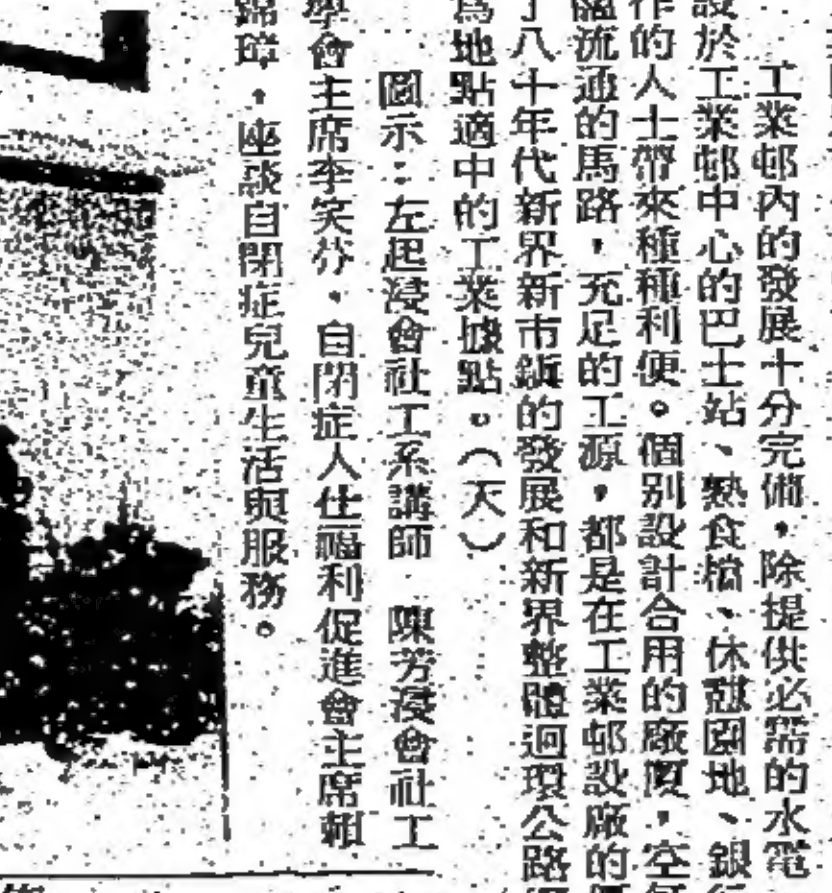 工業邨內的發展十分完備，除提供必需的水電
設於工業邨中心的巴士站、熟食檔、休憩園地、銀
作的人士帶來種種利便。個別設計合用的廠廈，空
流通的馬路，充足的工源，都是在工業邨設廠的
了八十年代新界新市鎮的發展和新界整體迴環公路
為地點適中的工業據點。（天）
圖示：左起浸會社工系講師 陳芳浸會社工
學會主席李笑芬，自閉症人仕福利促進會主席賴
錦璋，座談自閉症兒童生活與服務。